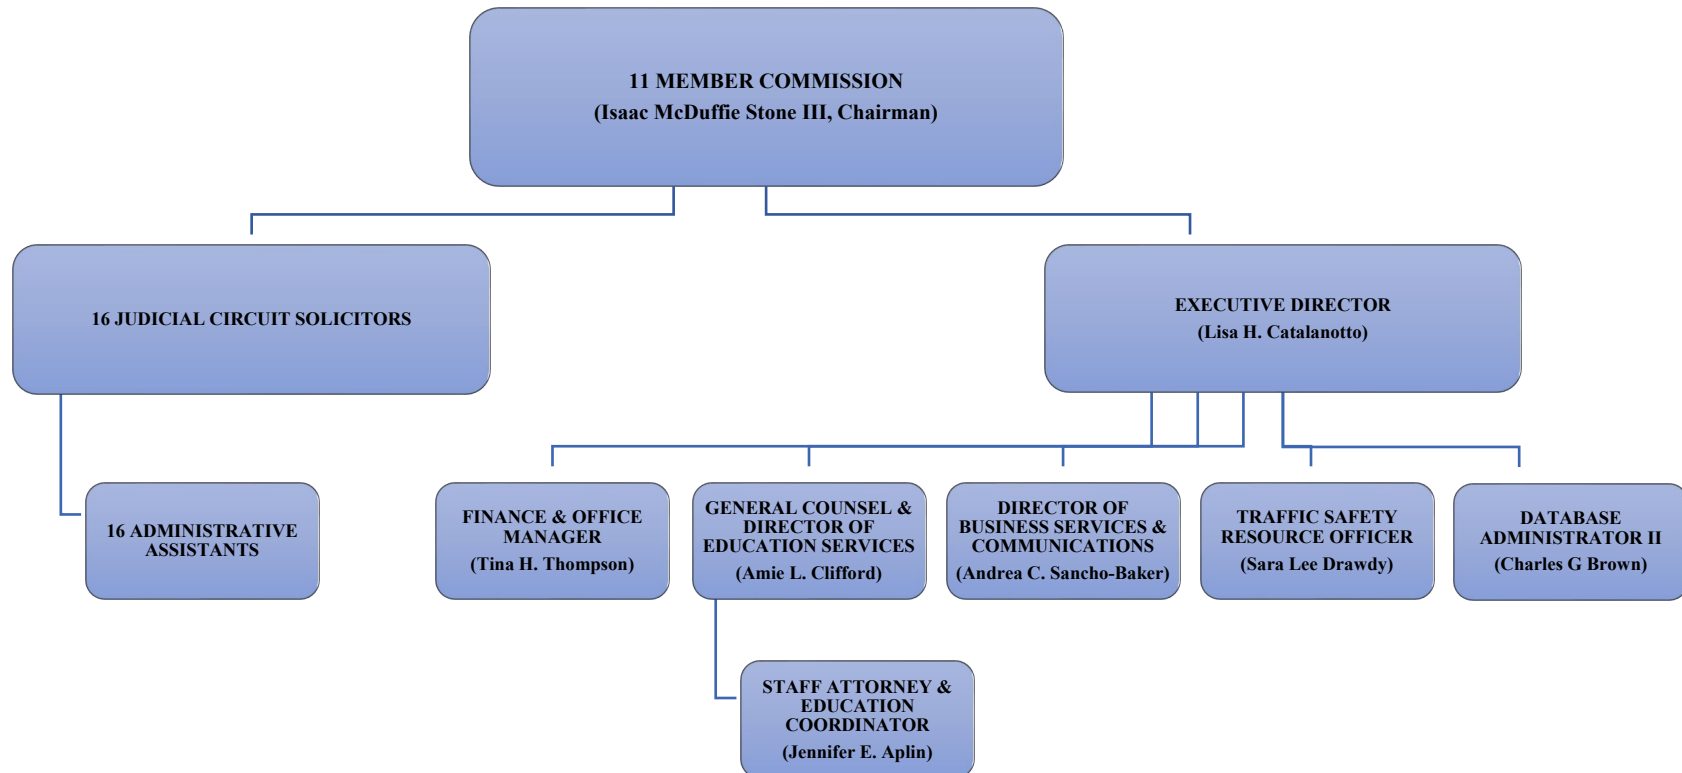 11 MEMBER COMMISSION
(Isaac McDuffie Stone III, Chairman)
16 JUDICIAL CIRCUIT SOLICITORS
EXECUTIVE DIRECTOR
(Lisa H. Catalanotto)
16 ADMINISTRATIVE
ASSISTANTS
FINANCE & OFFICE
MANAGER
(Tina H. Thompson)
GENERAL COUNSEL &
DIRECTOR OF
EDUCATION SERVICES
(Amie L. Clifford)
DIRECTOR OF
BUSINESS SERVICES &
COMMUNICATIONS
(Andrea C. Sancho-Baker)
TRAFFIC SAFETY
RESOURCE OFFICER
(Sara Lee Drawdy)
DATABASE
ADMINISTRATOR II
(Charles G Brown)
STAFF ATTORNEY &
EDUCATION
COORDINATOR
(Jennifer E. Aplin)